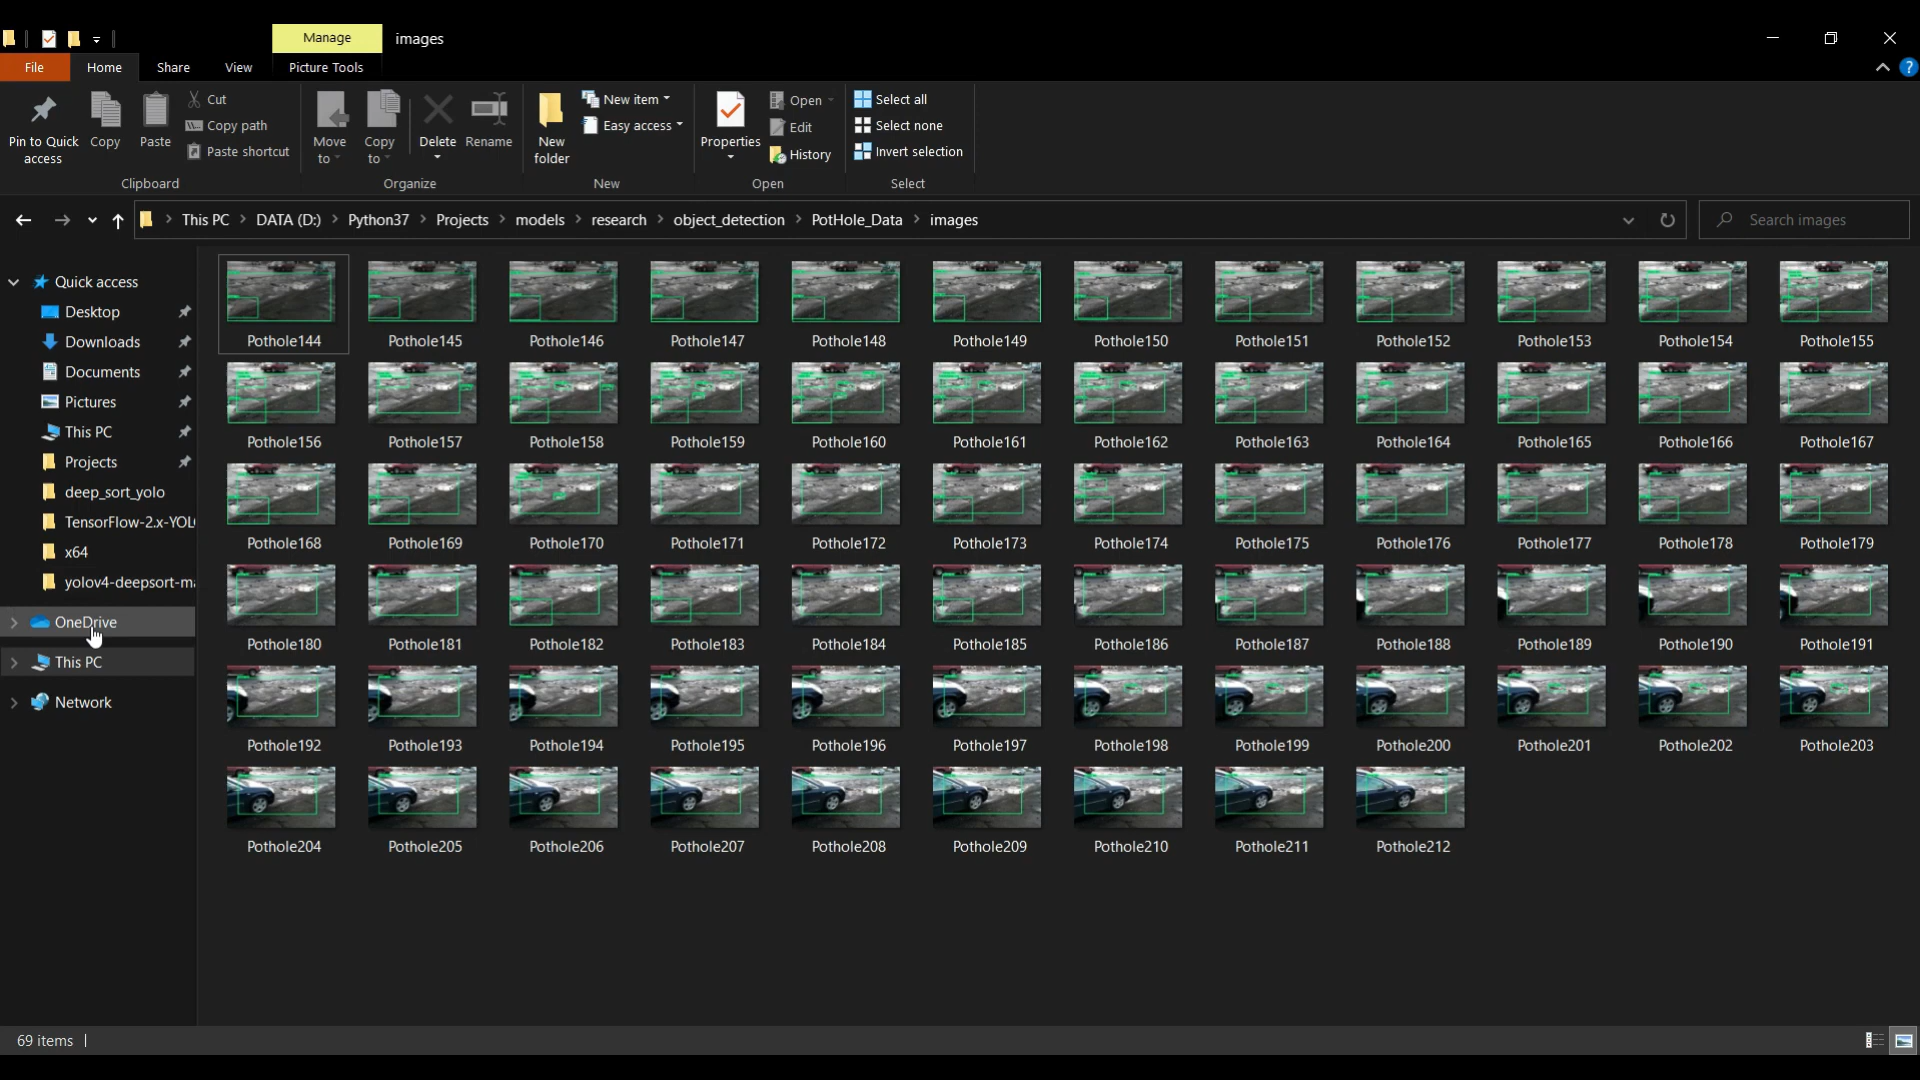 Manage
images
File
Home
Share
View
Picture Tools
Pin to Quick
access
Copy
Paste
Cut
Copy path
Paste shortcut
Clipboard
Move
to
Copy
to
Delete
Rename
Organize
New
folder
New item
Easy access
New
Properties
Open
Edit
History
Open
Select all
Select none
Invert selection
Select
This PC > DATA (D:) > Python37 > Projects > models > research > object_detection > PotHole_Data > images
Search images
Quick access
Desktop
Downloads
Documents
Pictures
This PC
Projects
deep_sort_yolo
TensorFlow-2.x-YOL
x64
yolov4-deepsort-ma
OneDrive
This PC
Network
Pothole144 Pothole145 Pothole146 Pothole147 Pothole148 Pothole149 Pothole150 Pothole151 Pothole152 Pothole153 Pothole154 Pothole155
Pothole156 Pothole157 Pothole158 Pothole159 Pothole160 Pothole161 Pothole162 Pothole163 Pothole164 Pothole165 Pothole166 Pothole167
Pothole168 Pothole169 Pothole170 Pothole171 Pothole172 Pothole173 Pothole174 Pothole175 Pothole176 Pothole177 Pothole178 Pothole179
Pothole180 Pothole181 Pothole182 Pothole183 Pothole184 Pothole185 Pothole186 Pothole187 Pothole188 Pothole189 Pothole190 Pothole191
Pothole192 Pothole193 Pothole194 Pothole195 Pothole196 Pothole197 Pothole198 Pothole199 Pothole200 Pothole201 Pothole202 Pothole203
Pothole204 Pothole205 Pothole206 Pothole207 Pothole208 Pothole209 Pothole210 Pothole211 Pothole212
69 items